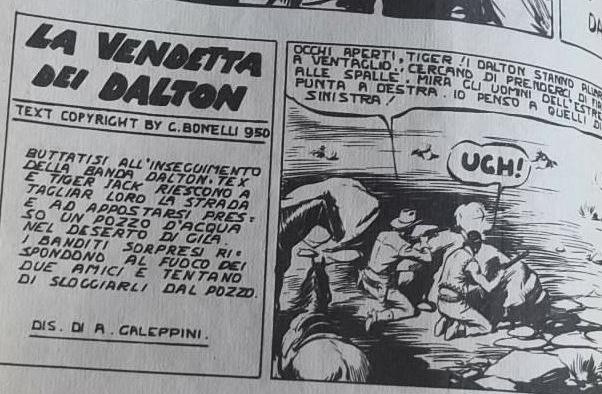 LA VENDETTA
DEI DALTON
TEXT COPYRIGHT BY G. BONELLI 950
BUTTATISI ALL'INSEGUIMENTO
DELLA BANDA DALTON, TEX
E TIGER JACK RIESCONO A
TAGLIAR LORO LA STRADA
E AD APPOSTARSI PRES=
SO UN POZZO D'ACQUA
NEL DESERTO DI GILA.
I BANDITI SORPRESI RI=
SPONDONO AL FUOCO DEI
DUE AMICI E TENTANO
DI SLOGGIARLI DAL POZZO.
DIS. DI A. GALEPPINI.
OCCHI APERTI, TIGER! I DALTON STANNO
A VENTAGLIO. CERCANO DI PRENDERCI DI
ALLE SPALLE. MIRA GLI UOMINI DELL'
PUNTA A DESTRA. IO PENSO A QUELLI DI
SINISTRA!
UGH!
DA